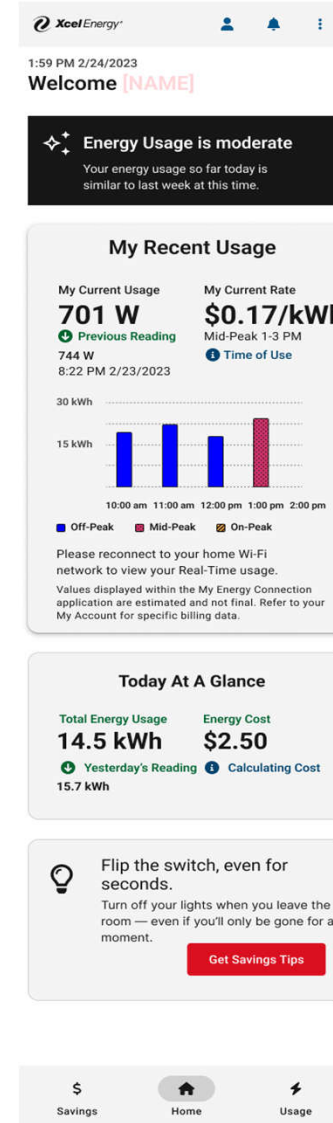 Xcel Energy
1:59 PM 2/24/2023
Welcome [NAME]
Energy Usage is moderate
Your energy usage so far today is
similar to last week at this time.
My Recent Usage
My Current Usage
701 W
Previous Reading
744 W
8:22 PM 2/23/2023
My Current Rate
$0.17/kWh
Mid-Peak 1-3 PM
Time of Use
30 kWh
15 kWh
10:00 am 11:00 am 12:00 pm 1:00 pm 2:00 pm
Off-Peak Mid-Peak On-Peak
Please reconnect to your home Wi-Fi
network to view your Real-Time usage.
Values displayed within the My Energy Connection
application are estimated and not final. Refer to your
My Account for specific billing data.
Today At A Glance
Total Energy Usage
14.5 kWh
Yesterday's Reading
15.7 kWh
Energy Cost
$2.50
Calculating Cost
Flip the switch, even for
seconds.
Turn off your lights when you leave the
room — even if you'll only be gone for a
moment.
Get Savings Tips
Savings Home Usage